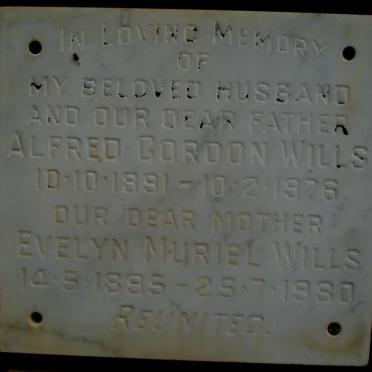 IN LOVING MEMORY
OF
MY BELOVED HUSBAND
AND OUR DEAR FATHER
ALFRED GORDON WILLS
10·10·1891 – 10·2·1976
OUR DEAR MOTHER
EVELYN MURIEL WILLS
14·5·1895 – 25·7·1980
REUNITED.